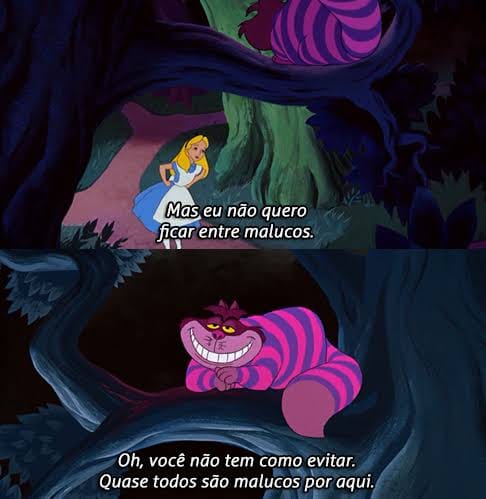 Mas eu não quero
ficar entre malucos.
Oh, você não tem como evitar.
Quase todos são malucos por aqui.